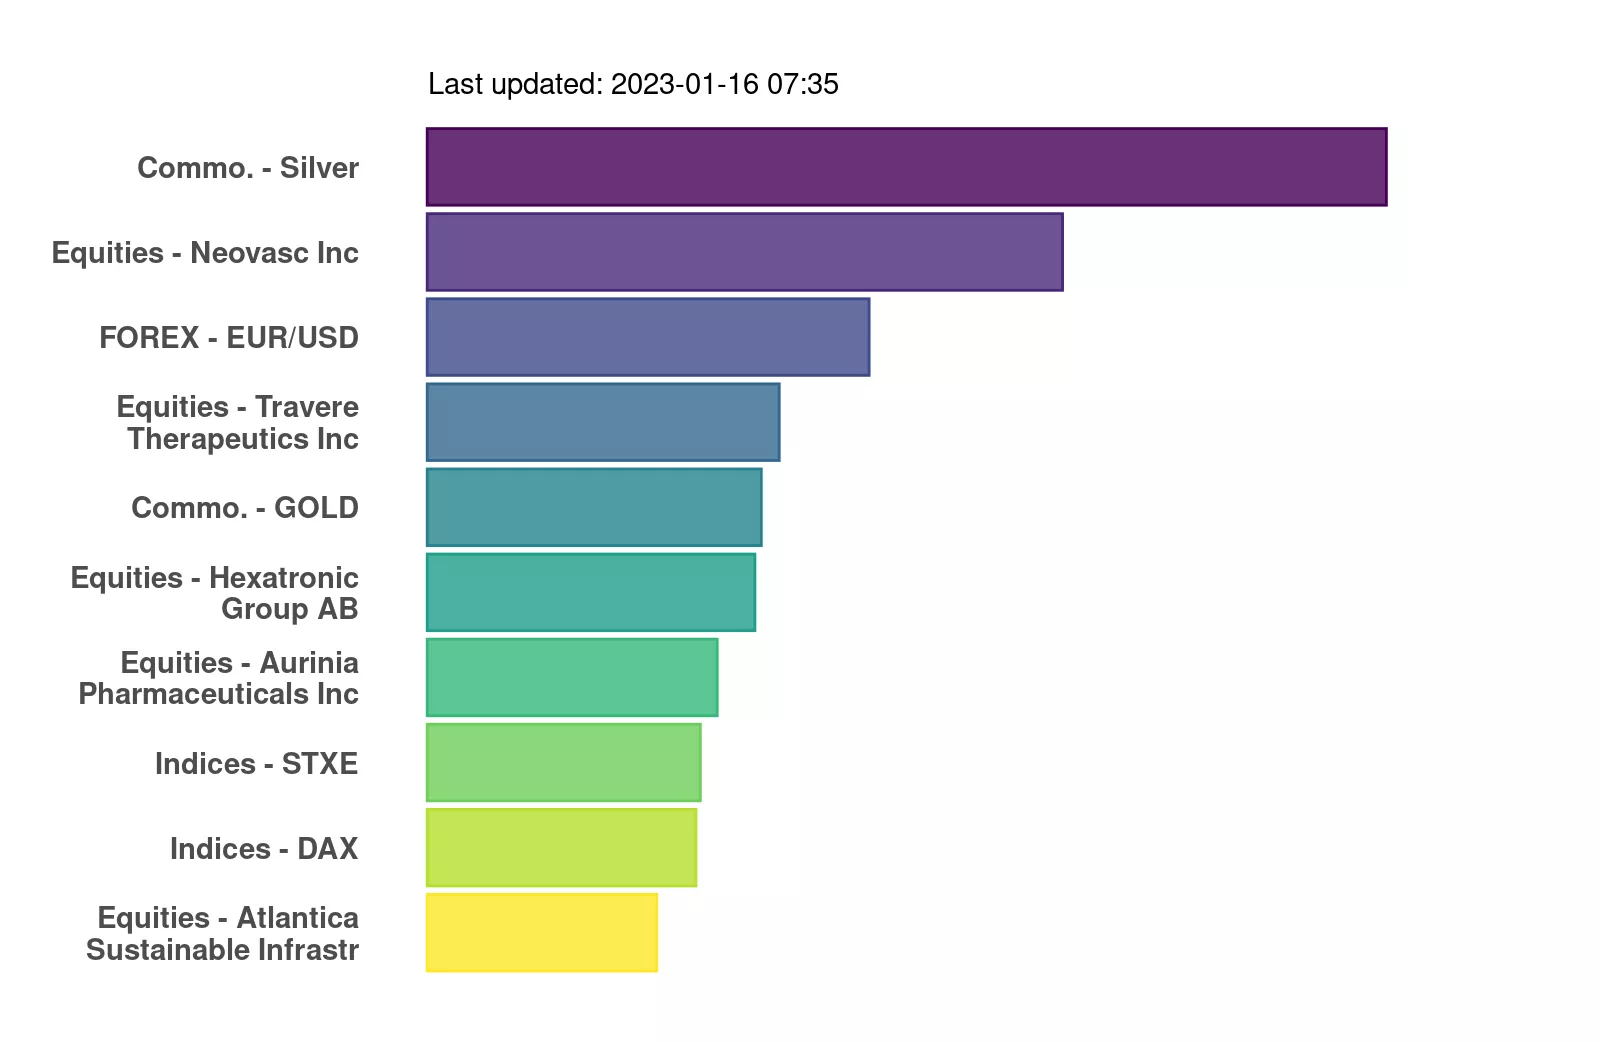 Last updated: 2023-01-16 07:35
Commo. - Silver
Equities - Neovasc Inc
FOREX - EUR/USD
Equities - Travere
Therapeutics Inc
Commo. - GOLD
Equities - Hexatronic
Group AB
Equities - Aurinia
Pharmaceuticals Inc
Indices - STXE
Indices - DAX
Equities - Atlantica
Sustainable Infrastr